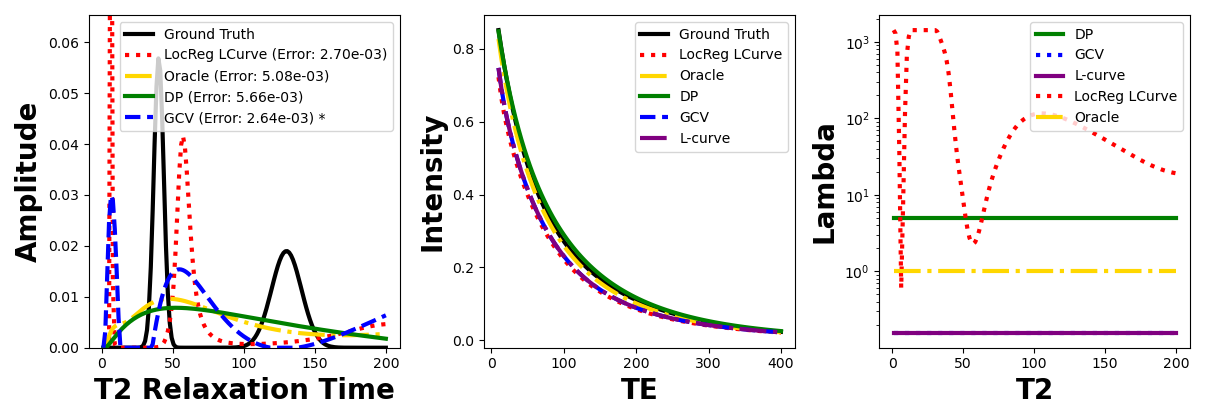 Amplitude
0.06
0.05
0.04
0.03
0.02
0.01
0.00
Ground Truth
LocReg LCurve (Error: 2.70e-03)
Oracle (Error: 5.08e-03)
DP (Error: 5.66e-03)
GCV (Error: 2.64e-03) *
0 50 100 150 200
T2 Relaxation Time
Intensity
0.8
0.6
0.4
0.2
0.0
Ground Truth
LocReg LCurve
Oracle
DP
GCV
L-curve
0 100 200 300 400
TE
Lambda
10³
10²
10¹
10⁰
DP
GCV
L-curve
LocReg LCurve
Oracle
0 50 100 150 200
T2